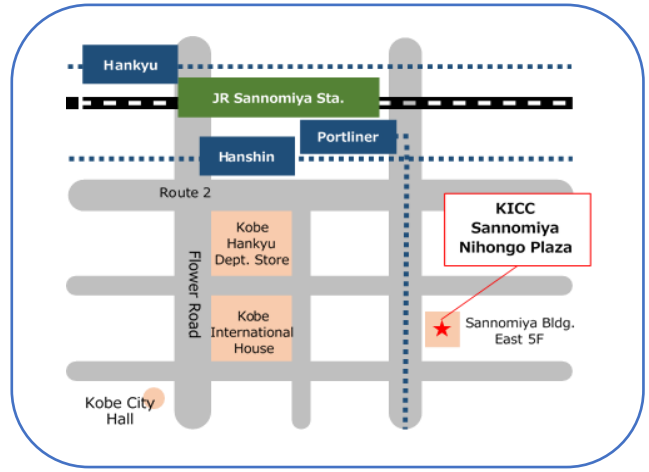 Hankyu
JR Sannomiya Sta.
Portliner
Hanshin
Route 2
KICC
Sannomiya
Nihongo Plaza
Kobe
Hankyu
Dept. Store
Flower Road
Kobe
International
House
Sannomiya Bldg.
East 5F
Kobe City
Hall